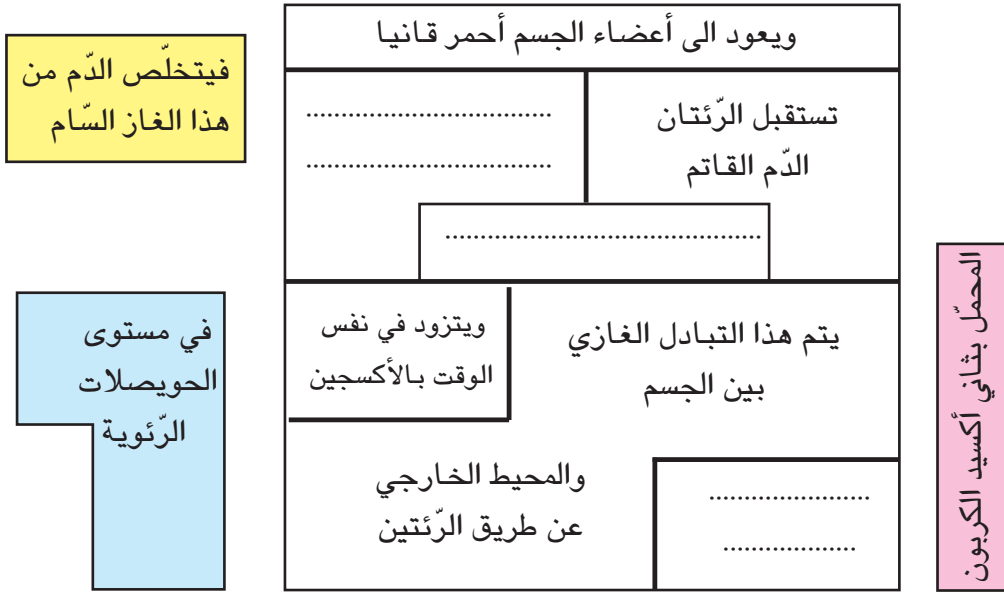 ويعود الى أعضاء الجسم أحمر قانيا
فيتخلّص الدّم من
هذا الغاز السّام
تستقبل الرّئتان
الدّم القاتم
..........................................
..........................................
......................................................
المحمّل بثاني أكسيد الكربون
يتم هذا التبادل الغازي
بين الجسم
ويتزود في نفس
الوقت بالأكسجين
في مستوى
الحويصلات
الرّئوية
والمحيط الخارجي
عن طريق الرّئتين
...........................
......................